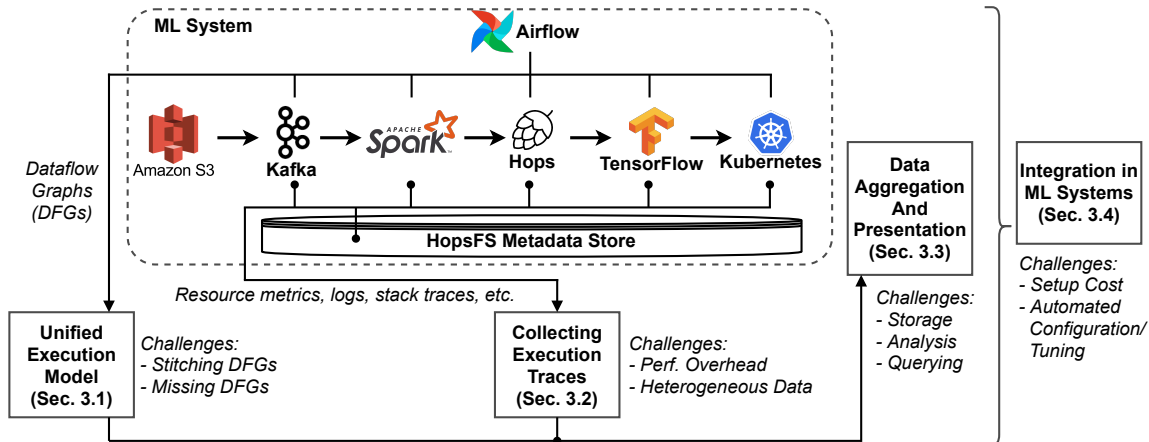 ML System
Airflow
Amazon S3
Kafka
APACHE
Spark
Hops
TensorFlow
Kubernetes
HopsFS Metadata Store
Dataflow
Graphs
(DFGs)
Resource metrics, logs, stack traces, etc.
Unified
Execution
Model
(Sec. 3.1)
Challenges:
- Stitching DFGs
- Missing DFGs
Collecting
Execution
Traces
(Sec. 3.2)
Challenges:
- Perf. Overhead
- Heterogeneous Data
Data
Aggregation
And
Presentation
(Sec. 3.3)
Challenges:
- Storage
- Analysis
- Querying
Integration in
ML Systems
(Sec. 3.4)
Challenges:
- Setup Cost
- Automated
Configuration/
Tuning